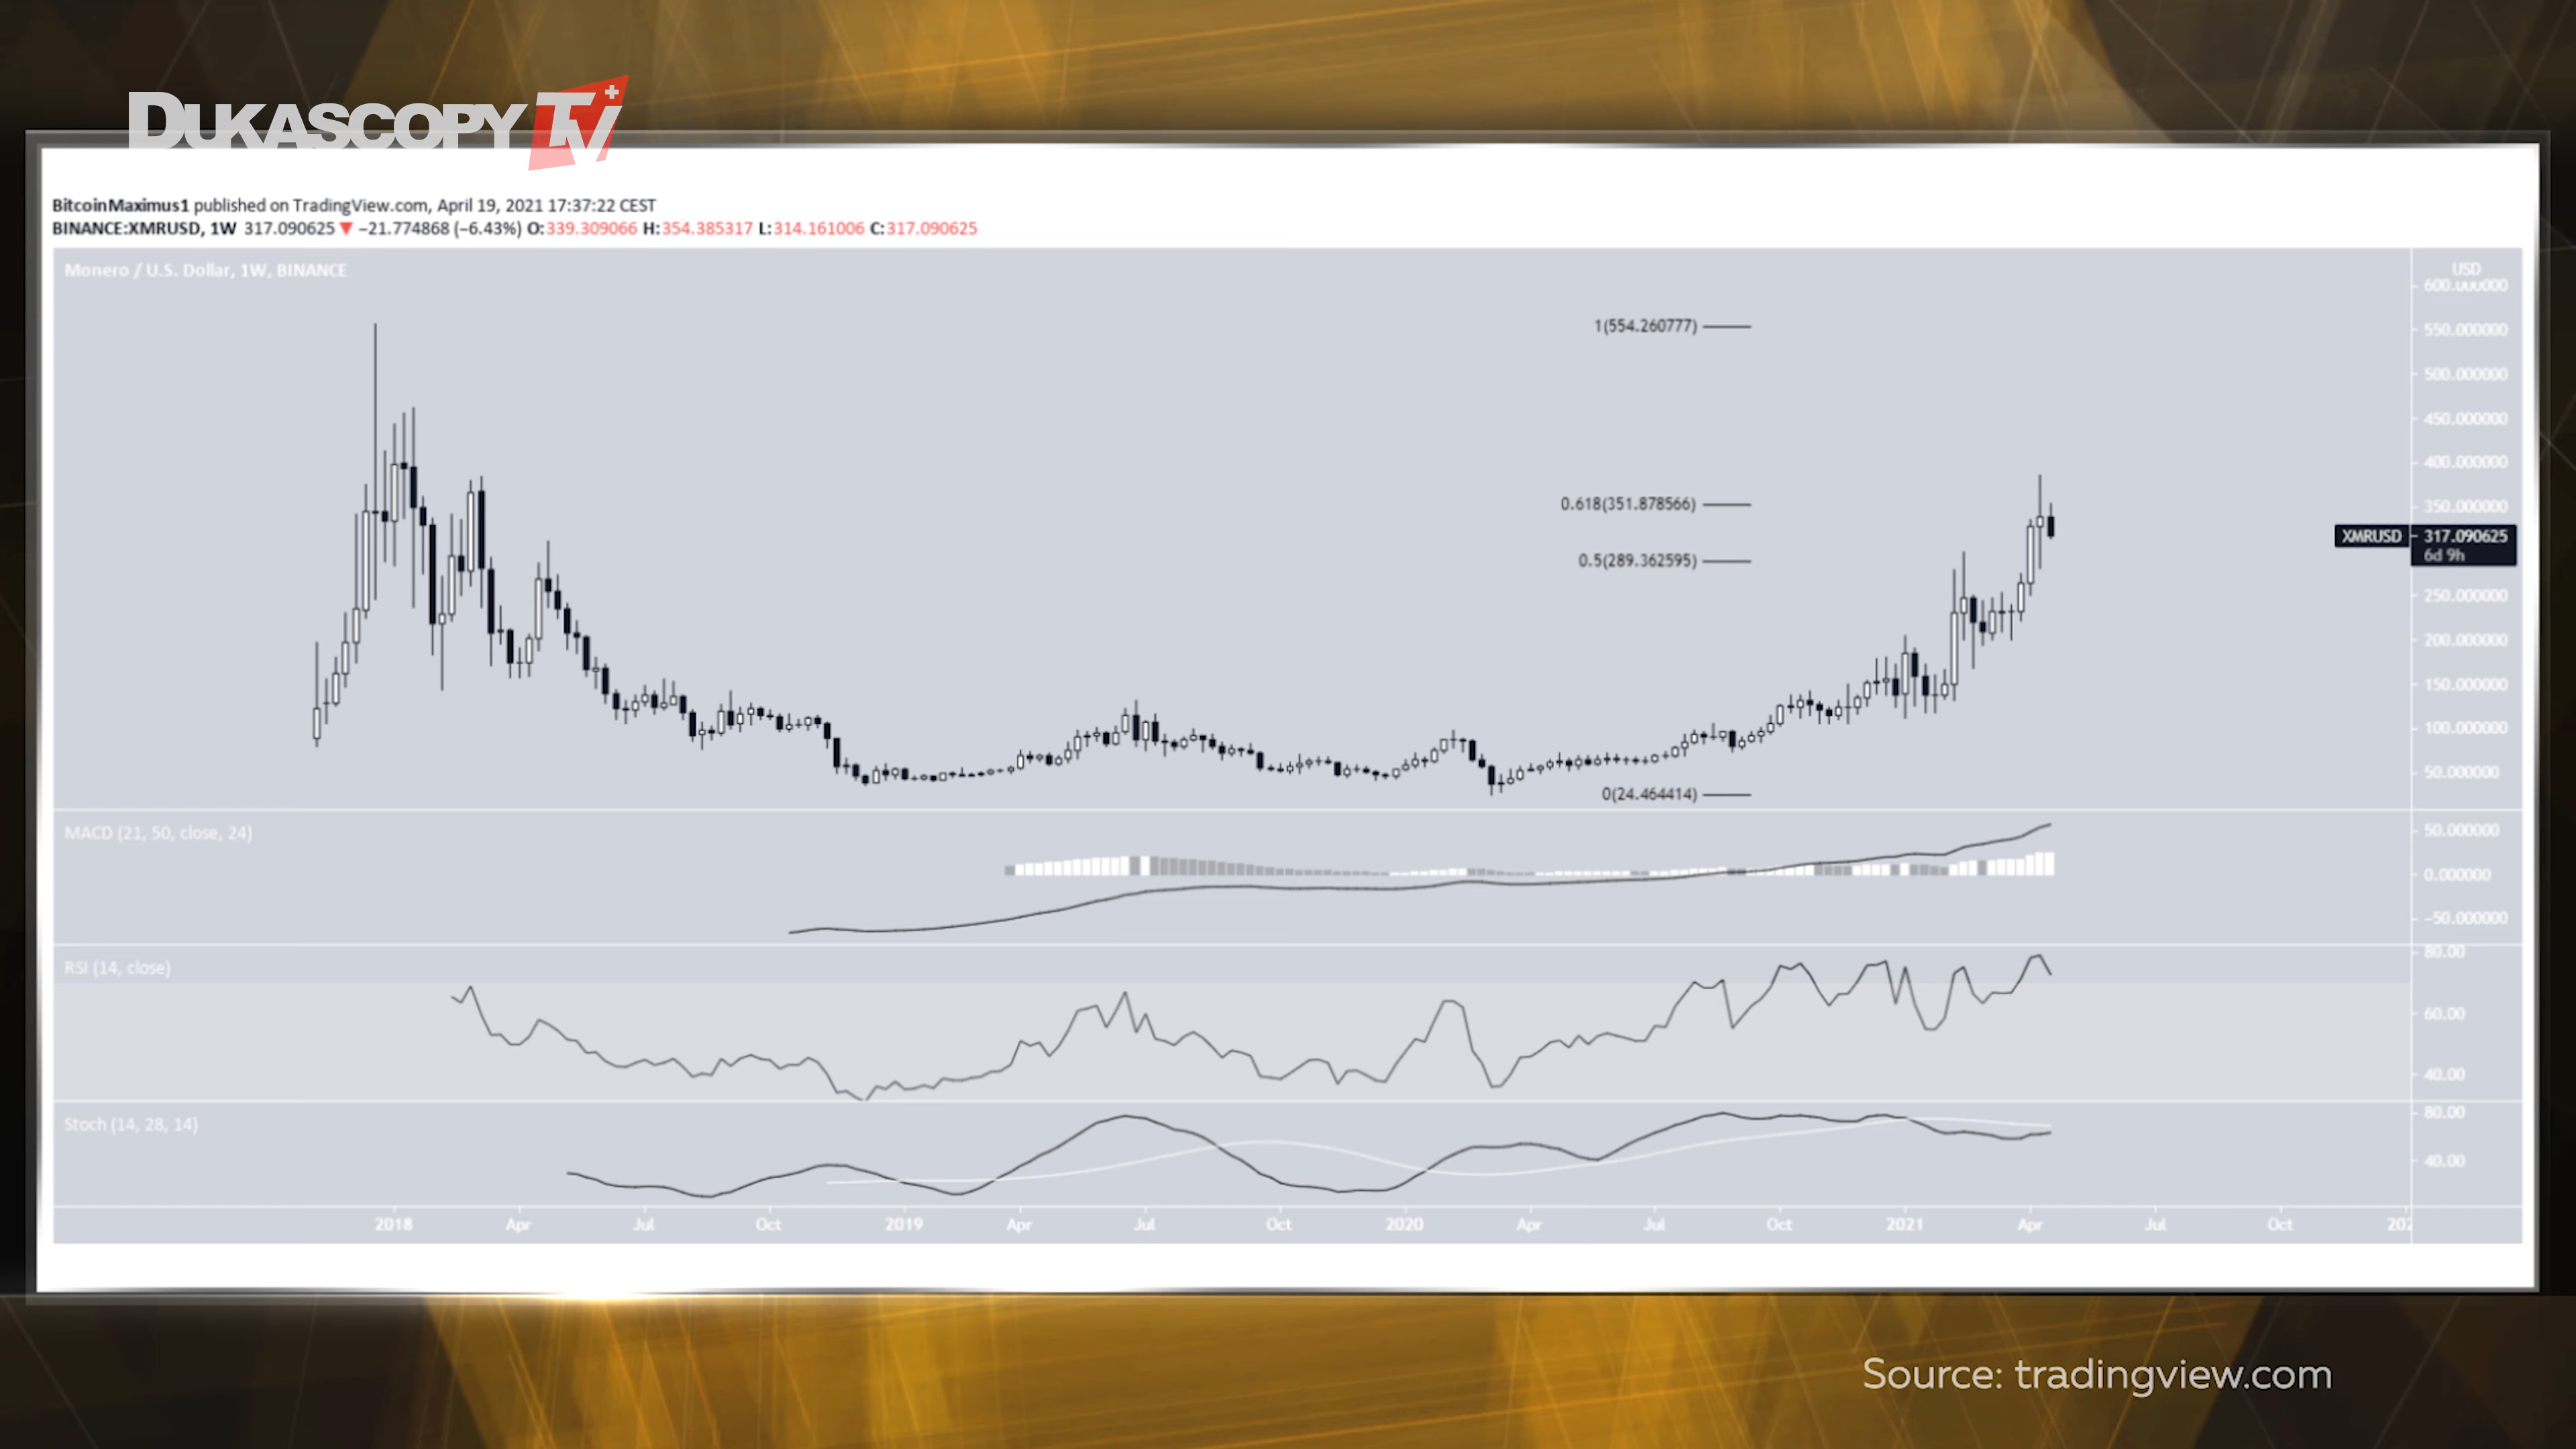 DUKASCOPY TV+
BitcoinMaximus1 published on TradingView.com, April 19, 2021 17:37:22 CEST
BINANCE:XMRUSD, 1W 317.090625 ▼ −21.774868 (−6.43%) O:339.309066 H:354.385317 L:314.161006 C:317.090625
Monero / U.S. Dollar, 1W, BINANCE
USD
600.000000
1(554.260777)
550.000000
500.000000
450.000000
400.000000
0.618(351.878566)
350.000000
XMRUSD 317.090625
6d 9h
0.5(289.362595)
250.000000
200.000000
150.000000
100.000000
50.000000
0(24.464414)
MACD (21, 50, close, 24)
50.000000
0.000000
−50.000000
RSI (14, close)
80.00
60.00
40.00
Stoch (14, 28, 14)
80.00
40.00
2018 Apr Jul Oct 2019 Apr Jul Oct 2020 Apr Jul Oct 2021 Apr Jul Oct
Source: tradingview.com